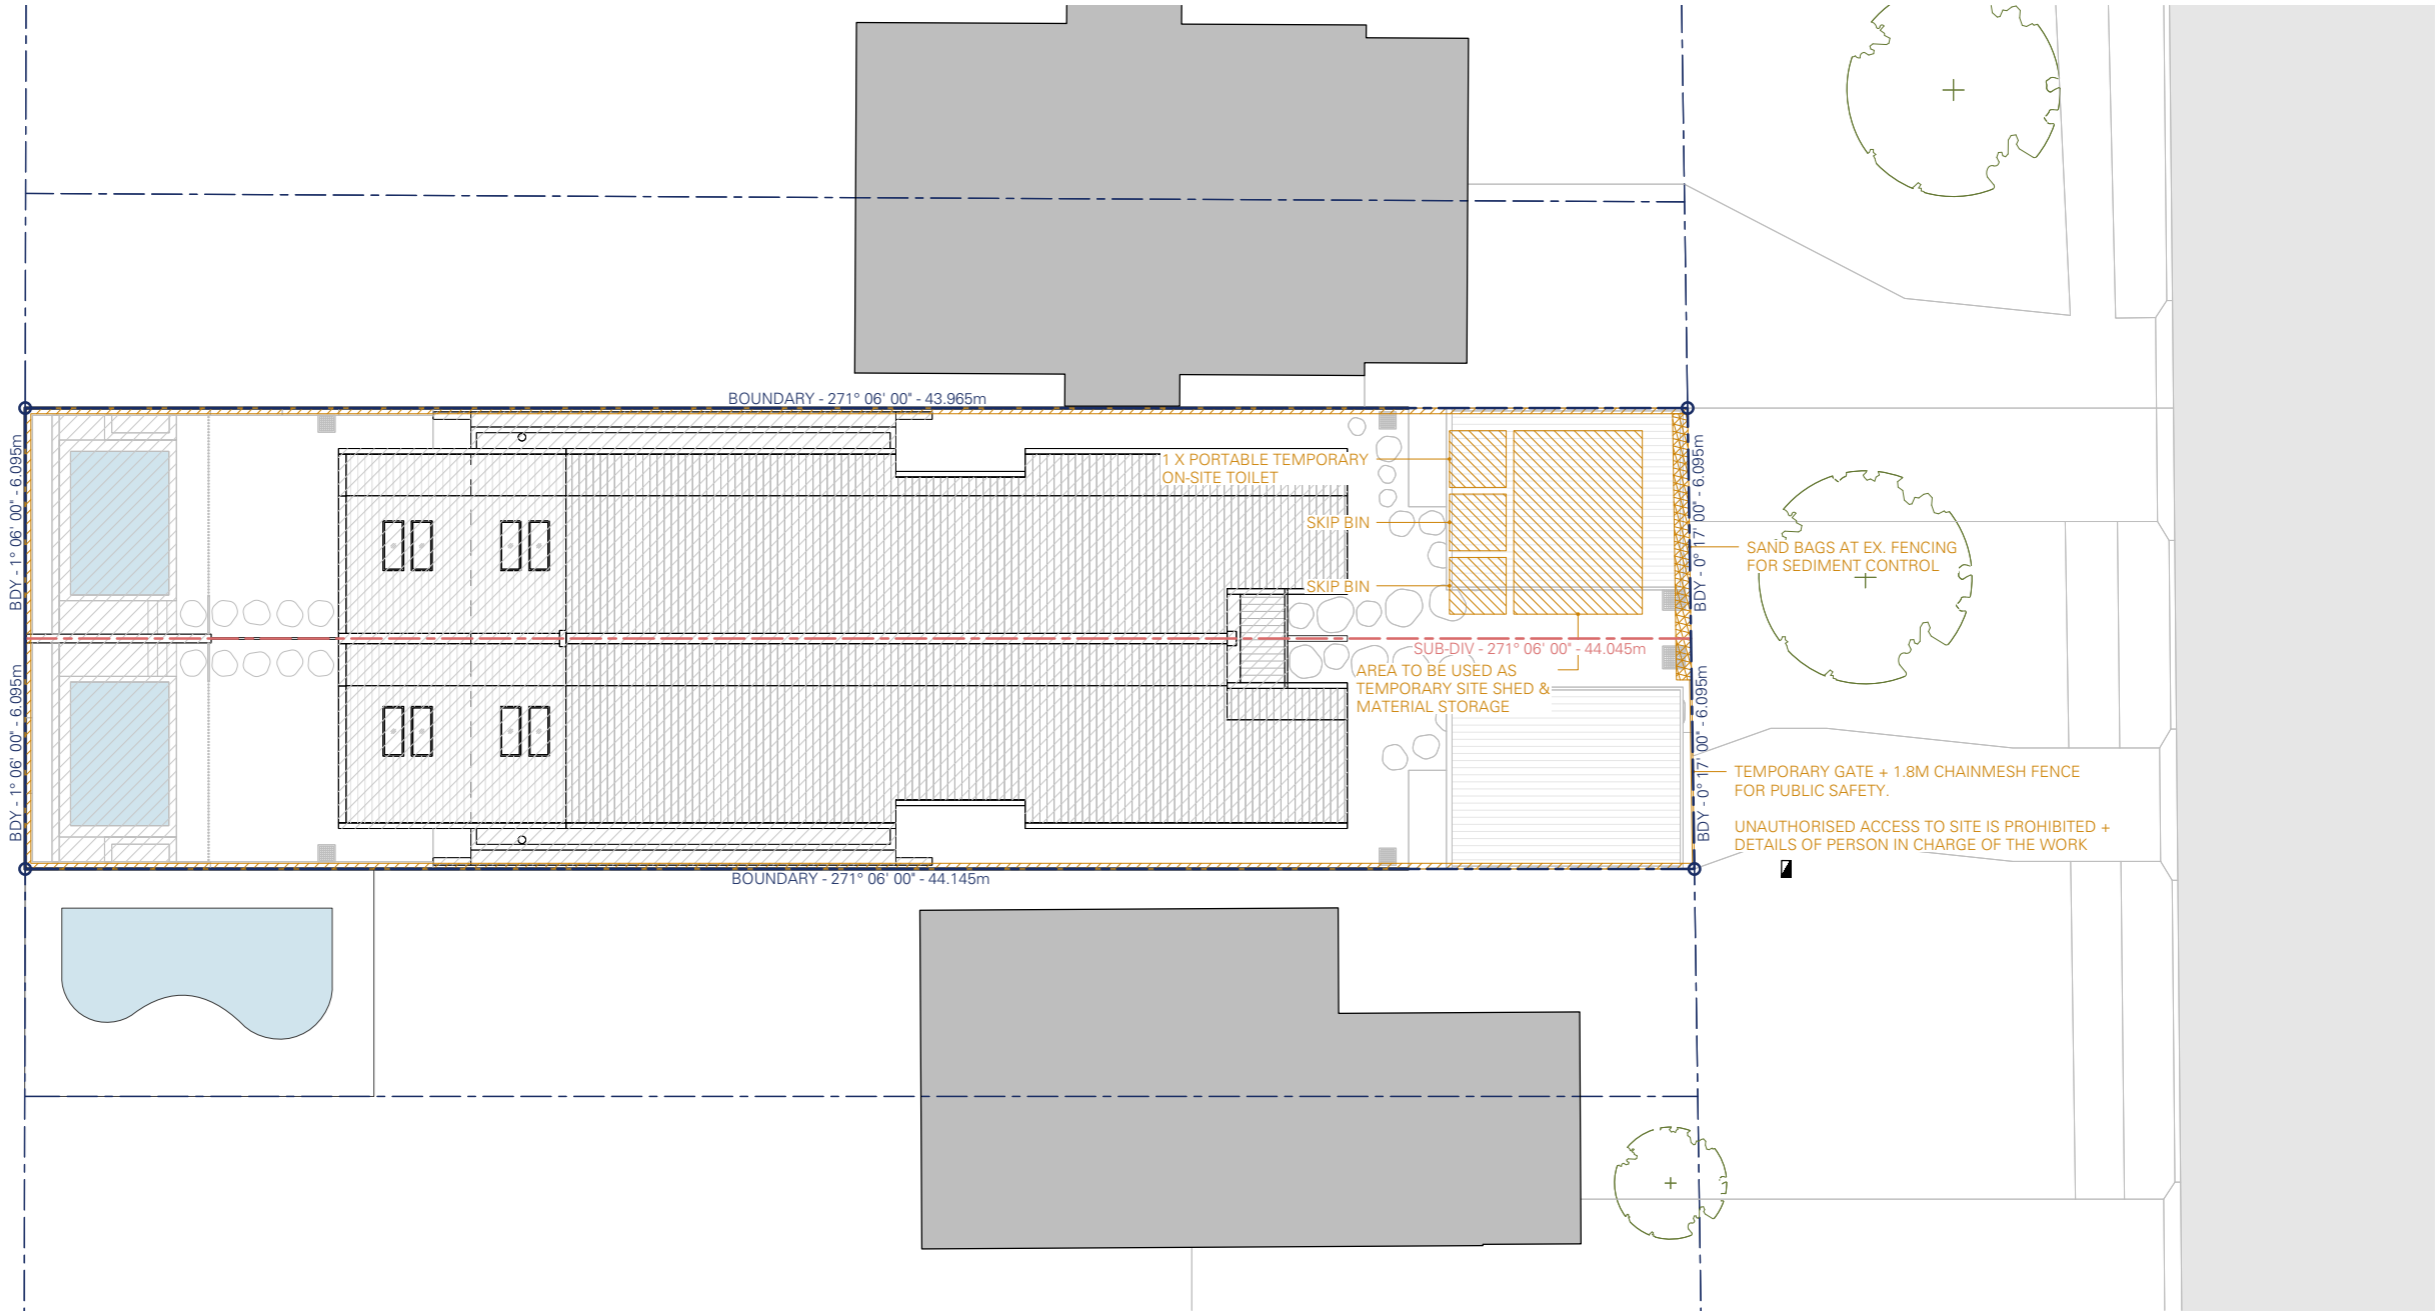 BOUNDARY - 271° 06' 00" - 43.965m
BDY - 1° 06' 00" - 6.095m
BDY - 1° 06' 00" - 6.095m
1 X PORTABLE TEMPORARY
ON-SITE TOILET
SKIP BIN
SKIP BIN
BDY - 0° 17' 00" - 6.095m
SAND BAGS AT EX. FENCING
FOR SEDIMENT CONTROL
SUB-DIV - 271° 06' 00" - 44.045m
AREA TO BE USED AS
TEMPORARY SITE SHED &
MATERIAL STORAGE
BDY - 0° 17' 00" - 6.095m
TEMPORARY GATE + 1.8M CHAINMESH FENCE
FOR PUBLIC SAFETY.
UNAUTHORISED ACCESS TO SITE IS PROHIBITED +
DETAILS OF PERSON IN CHARGE OF THE WORK
BOUNDARY - 271° 06' 00" - 44.145m